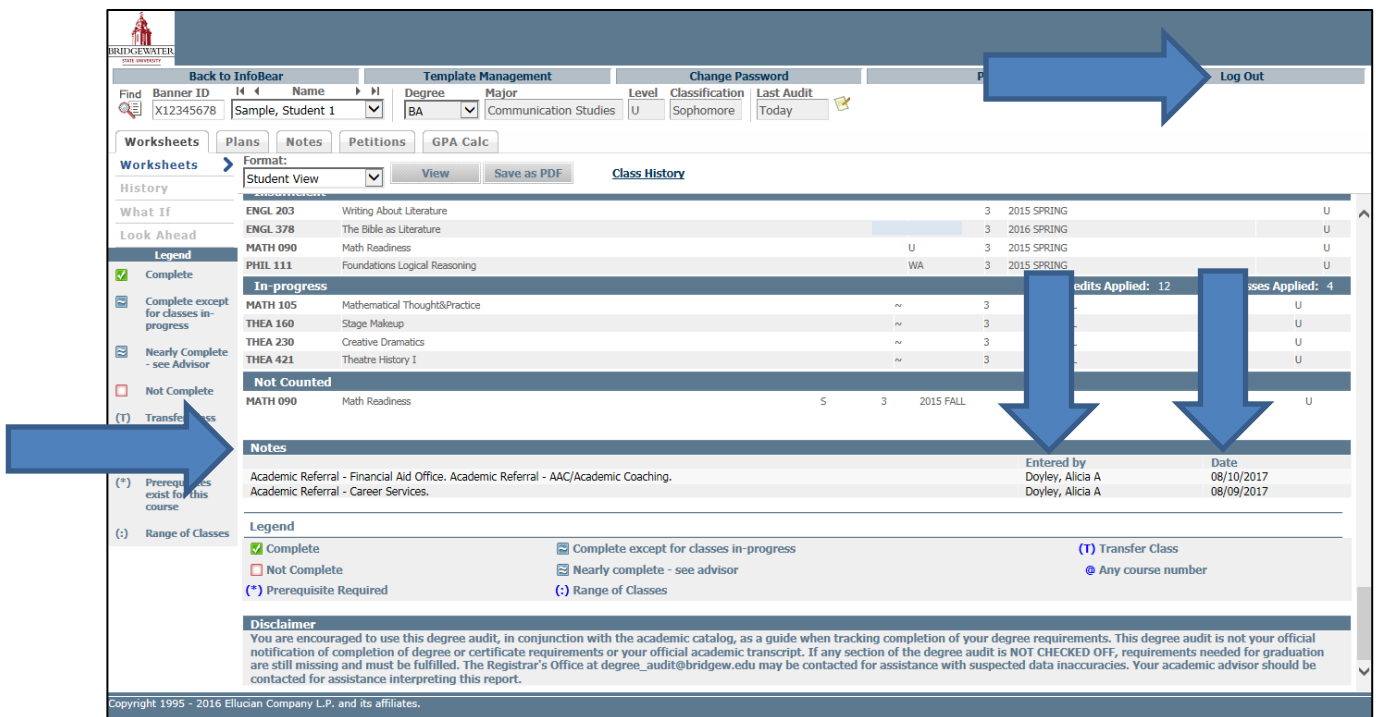 BRIDGEWATER
STATE UNIVERSITY
Back to InfoBear Template Management Change Password P Log Out
Find Banner ID Name Degree Major Level Classification Last Audit
X12345678 Sample, Student 1 BA Communication Studies U Sophomore Today
Worksheets Plans Notes Petitions GPA Calc
Worksheets
History
What If
Look Ahead
Format:
Student View View Save as PDF Class History
Legend
Complete
Complete except
for classes in-
progress
Nearly Complete
- see Advisor
Not Complete
(T) Transfer
(*) Prerequisites
exist for this
course
(:) Range of Classes
Insufficient
ENGL 203 Writing About Literature 3 2015 SPRING U
ENGL 378 The Bible as Literature 3 2016 SPRING U
MATH 090 Math Readiness U 3 2015 SPRING U
PHIL 111 Foundations Logical Reasoning WA 3 2015 SPRING U
In-progress edits Applied: 12 sses Applied: 4
MATH 105 Mathematical Thought&Practice ~ 3 L U
THEA 160 Stage Makeup ~ 3 L U
THEA 230 Creative Dramatics ~ 3 L U
THEA 421 Theatre History I ~ 3 L U
Not Counted
MATH 090 Math Readiness S 3 2015 FALL U
Notes
Entered by Date
Academic Referral - Financial Aid Office. Academic Referral - AAC/Academic Coaching. Doyley, Alicia A 08/10/2017
Academic Referral - Career Services. Doyley, Alicia A 08/09/2017
Legend
Complete Complete except for classes in-progress (T) Transfer Class
Not Complete Nearly complete - see advisor @ Any course number
(*) Prerequisite Required (:) Range of Classes
Disclaimer
You are encouraged to use this degree audit, in conjunction with the academic catalog, as a guide when tracking completion of your degree requirements. This degree audit is not your official
notification of completion of degree or certificate requirements or your official academic transcript. If any section of the degree audit is NOT CHECKED OFF, requirements needed for graduation
are still missing and must be fulfilled. The Registrar's Office at degree_audit@bridgew.edu may be contacted for assistance with suspected data inaccuracies. Your academic advisor should be
contacted for assistance interpreting this report.
Copyright 1995 - 2016 Ellucian Company L.P. and its affiliates.